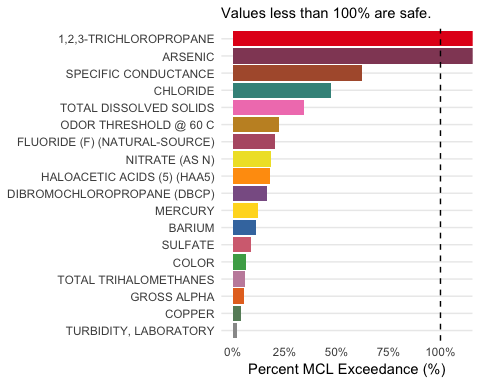 Values less than 100% are safe.
1,2,3-TRICHLOROPROPANE
ARSENIC
SPECIFIC CONDUCTANCE
CHLORIDE
TOTAL DISSOLVED SOLIDS
ODOR THRESHOLD @ 60 C
FLUORIDE (F) (NATURAL-SOURCE)
NITRATE (AS N)
HALOACETIC ACIDS (5) (HAA5)
DIBROMOCHLOROPROPANE (DBCP)
MERCURY
BARIUM
SULFATE
COLOR
TOTAL TRIHALOMETHANES
GROSS ALPHA
COPPER
TURBIDITY, LABORATORY
0% 25% 50% 75% 100%
Percent MCL Exceedance (%)